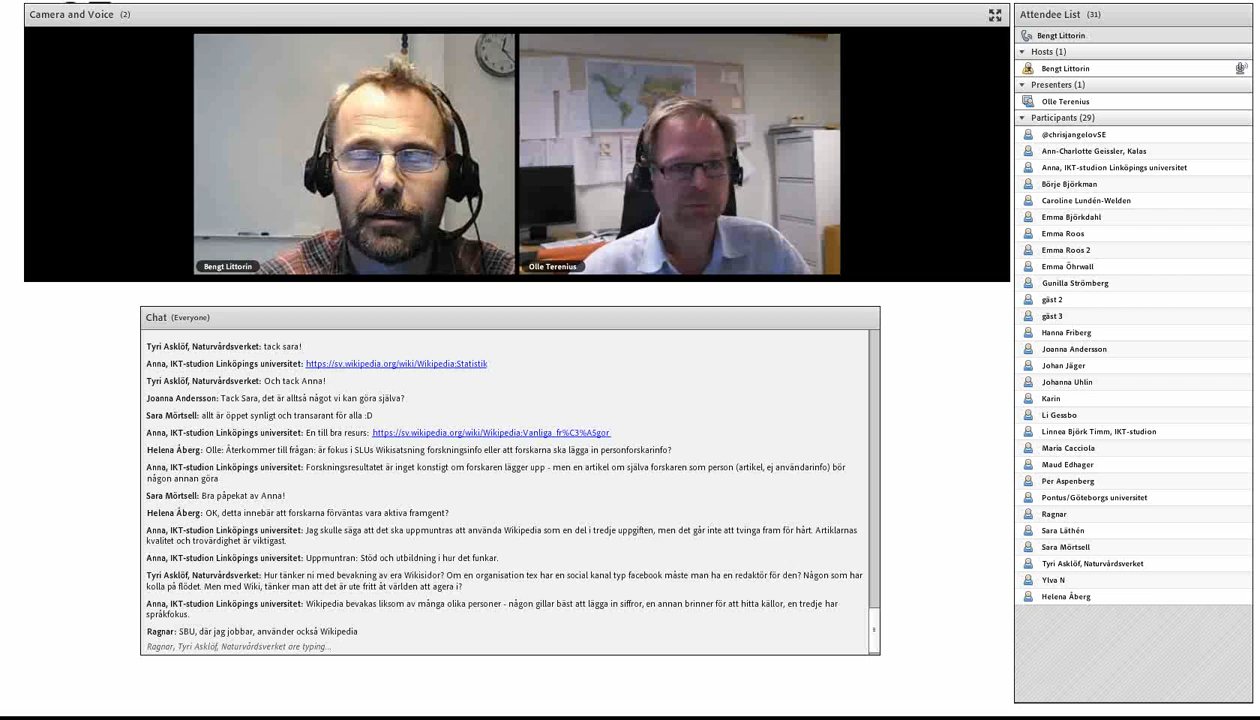 Camera and Voice (2)
Bengt Littorin
Olle Terenius
Chat (Everyone)
Tyri Asklöf, Naturvårdsverket: tack sara!
Anna, IKT-studion Linköpings universitet: https://sv.wikipedia.org/wiki/Wikipedia:Statistik
Tyri Asklöf, Naturvårdsverket: Och tack Anna!
Joanna Andersson: Tack Sara, det är alltså något vi kan göra själva?
Sara Mörtsell: allt är öppet synligt och transarant för alla :D
Anna, IKT-studion Linköpings universitet: En till bra resurs: https://sv.wikipedia.org/wiki/Wikipedia:Vanliga_fr%C3%A5gor
Helena Åberg: Olle: Återkommer till frågan: är fokus i SLUs Wikisatsning forskningsinfo eller att forskarna ska lägga in personforskarinfo?
Anna, IKT-studion Linköpings universitet: Forskningsresultatet är inget konstigt om forskaren lägger upp - men en artikel om själva forskaren som person (artikel, ej användarinfo) bör
någon annan göra
Sara Mörtsell: Bra påpekat av Anna!
Helena Åberg: OK, detta innebär att forskarna förväntas vara aktiva framgent?
Anna, IKT-studion Linköpings universitet: Jag skulle säga att det ska uppmuntras att använda Wikipedia som en del i tredje uppgiften, men det går inte att tvinga fram för hårt. Artiklarnas
kvalitet och trovärdighet är viktigast.
Anna, IKT-studion Linköpings universitet: Uppmuntran: Stöd och utbildning i hur det funkar.
Tyri Asklöf, Naturvårdsverket: Hur tänker ni med bevakning av era Wikisidor? Om en organisation tex har en social kanal typ facebook måste man ha en redaktör för den? Någon som har
kolla på flödet. Men med Wiki, tänker man att det är ute fritt åt världen att agera i?
Anna, IKT-studion Linköpings universitet: Wikipedia bevakas liksom av många olika personer - någon gillar bäst att lägga in siffror, en annan brinner för att hitta källor, en tredje har
språkfokus.
Ragnar: SBU, där jag jobbar, använder också Wikipedia
Ragnar, Tyri Asklöf, Naturvårdsverket are typing...
Attendee List (31)
Bengt Littorin
Hosts (1)
Bengt Littorin
Presenters (1)
Olle Terenius
Participants (29)
@chrisjangelovSE
Ann-Charlotte Geissler, Kalas
Anna, IKT-studion Linköpings universitet
Börje Björkman
Caroline Lundén-Welden
Emma Björkdahl
Emma Roos
Emma Roos 2
Emma Öhrwall
Gunilla Strömberg
gäst 2
gäst 3
Hanna Friberg
Joanna Andersson
Johan Jäger
Johanna Uhlin
Karin
Li Gessbo
Linnea Björk Timm, IKT-studion
Maria Cacciola
Maud Edhager
Per Aspenberg
Pontus/Göteborgs universitet
Ragnar
Sara Läthén
Sara Mörtsell
Tyri Asklöf, Naturvårdsverket
Ylva N
Helena Åberg